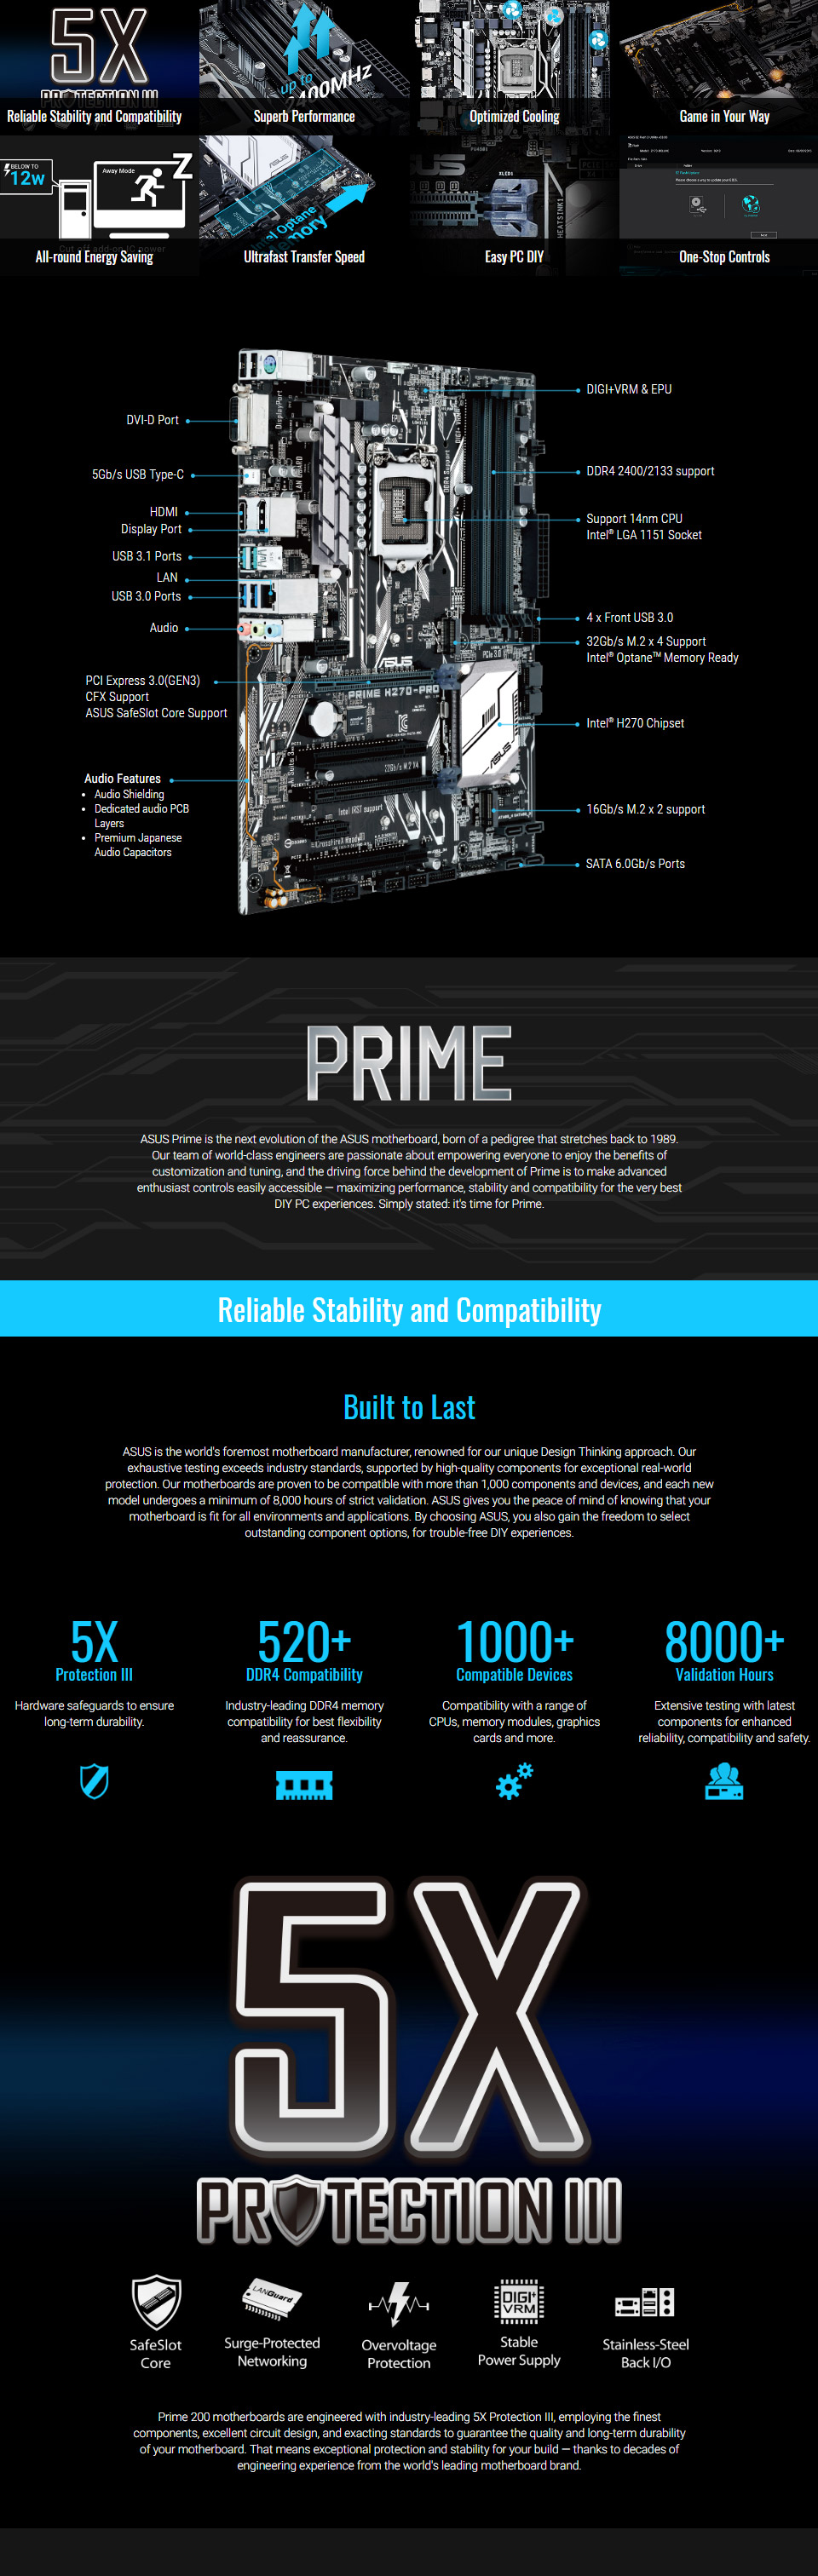 5X
PROTECTION III
Reliable Stability and Compatibility
up to
Superb Performance
Optimized Cooling
Game in Your Way
BELOW TO
12w
Away Mode
Z
Cut off add-on IC power
All-round Energy Saving
Intel Optane
Memory
Ultrafast Transfer Speed
XLED1
HEATSINK1
Easy PC DIY
One-Stop Controls
DIGI+VRM & EPU
DVI-D Port
5Gb/s USB Type-C
DDR4 2400/2133 support
HDMI
Display Port
Support 14nm CPU
Intel® LGA 1151 Socket
USB 3.1 Ports
LAN
USB 3.0 Ports
4 x Front USB 3.0
Audio
32Gb/s M.2 x 4 Support
Intel® Optane™ Memory Ready
ASUS
PRIME H270-PRO
PCI Express 3.0(GEN3)
CFX Support
ASUS SafeSlot Core Support
Intel® H270 Chipset
Audio Features
• Audio Shielding
• Dedicated audio PCB
Layers
• Premium Japanese
Audio Capacitors
16Gb/s M.2 x 2 support
SATA 6.0Gb/s Ports
PRIME
ASUS Prime is the next evolution of the ASUS motherboard, born of a pedigree that stretches back to 1989.
Our team of world-class engineers are passionate about empowering everyone to enjoy the benefits of
customization and tuning, and the driving force behind the development of Prime is to make advanced
enthusiast controls easily accessible — maximizing performance, stability and compatibility for the very best
DIY PC experiences. Simply stated: it's time for Prime.
Reliable Stability and Compatibility
Built to Last
ASUS is the world's foremost motherboard manufacturer, renowned for our unique Design Thinking approach. Our
exhaustive testing exceeds industry standards, supported by high-quality components for exceptional real-world
protection. Our motherboards are proven to be compatible with more than 1,000 components and devices, and each new
model undergoes a minimum of 8,000 hours of strict validation. ASUS gives you the peace of mind of knowing that your
motherboard is fit for all environments and applications. By choosing ASUS, you also gain the freedom to select
outstanding component options, for trouble-free DIY experiences.
5X
Protection III
Hardware safeguards to ensure
long-term durability.
520+
DDR4 Compatibility
Industry-leading DDR4 memory
compatibility for best flexibility
and reassurance.
1000+
Compatible Devices
Compatibility with a range of
CPUs, memory modules, graphics
cards and more.
8000+
Validation Hours
Extensive testing with latest
components for enhanced
reliability, compatibility and safety.
5X
PROTECTION III
SafeSlot
Core
LANGuard
Surge-Protected
Networking
Overvoltage
Protection
DIGI+
VRM
Stable
Power Supply
Stainless-Steel
Back I/O
Prime 200 motherboards are engineered with industry-leading 5X Protection III, employing the finest
components, excellent circuit design, and exacting standards to guarantee the quality and long-term durability
of your motherboard. That means exceptional protection and stability for your build — thanks to decades of
engineering experience from the world's leading motherboard brand.